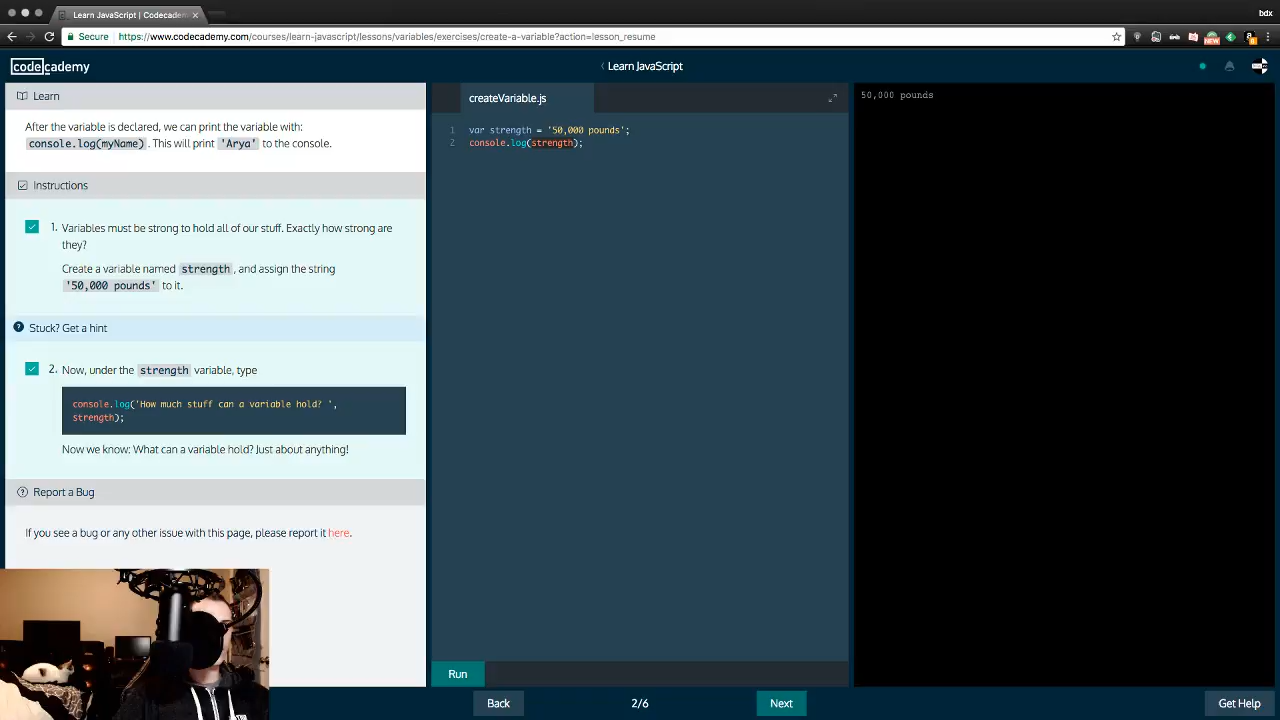 Learn JavaScript | Codecadem
bdx
Secure
https://www.codecademy.com/courses/learn-javascript/lessons/variables/exercises/create-a-variable?action=lesson_resume
NEW
codecademy
Learn JavaScript
Learn
After the variable is declared, we can print the variable with:
console.log(myName). This will print 'Arya' to the console.
Instructions
1. Variables must be strong to hold all of our stuff. Exactly how strong are
they?
Create a variable named strength, and assign the string
'50,000 pounds' to it.
Stuck? Get a hint
2. Now, under the strength variable, type
console.log('How much stuff can a variable hold? ',
strength);
Now we know: What can a variable hold? Just about anything!
Report a Bug
If you see a bug or any other issue with this page, please report it here.
createVariable.js
1 var strength = '50,000 pounds';
2 console.log(strength);
50,000 pounds
Run
Back
2/6
Next
Get Help